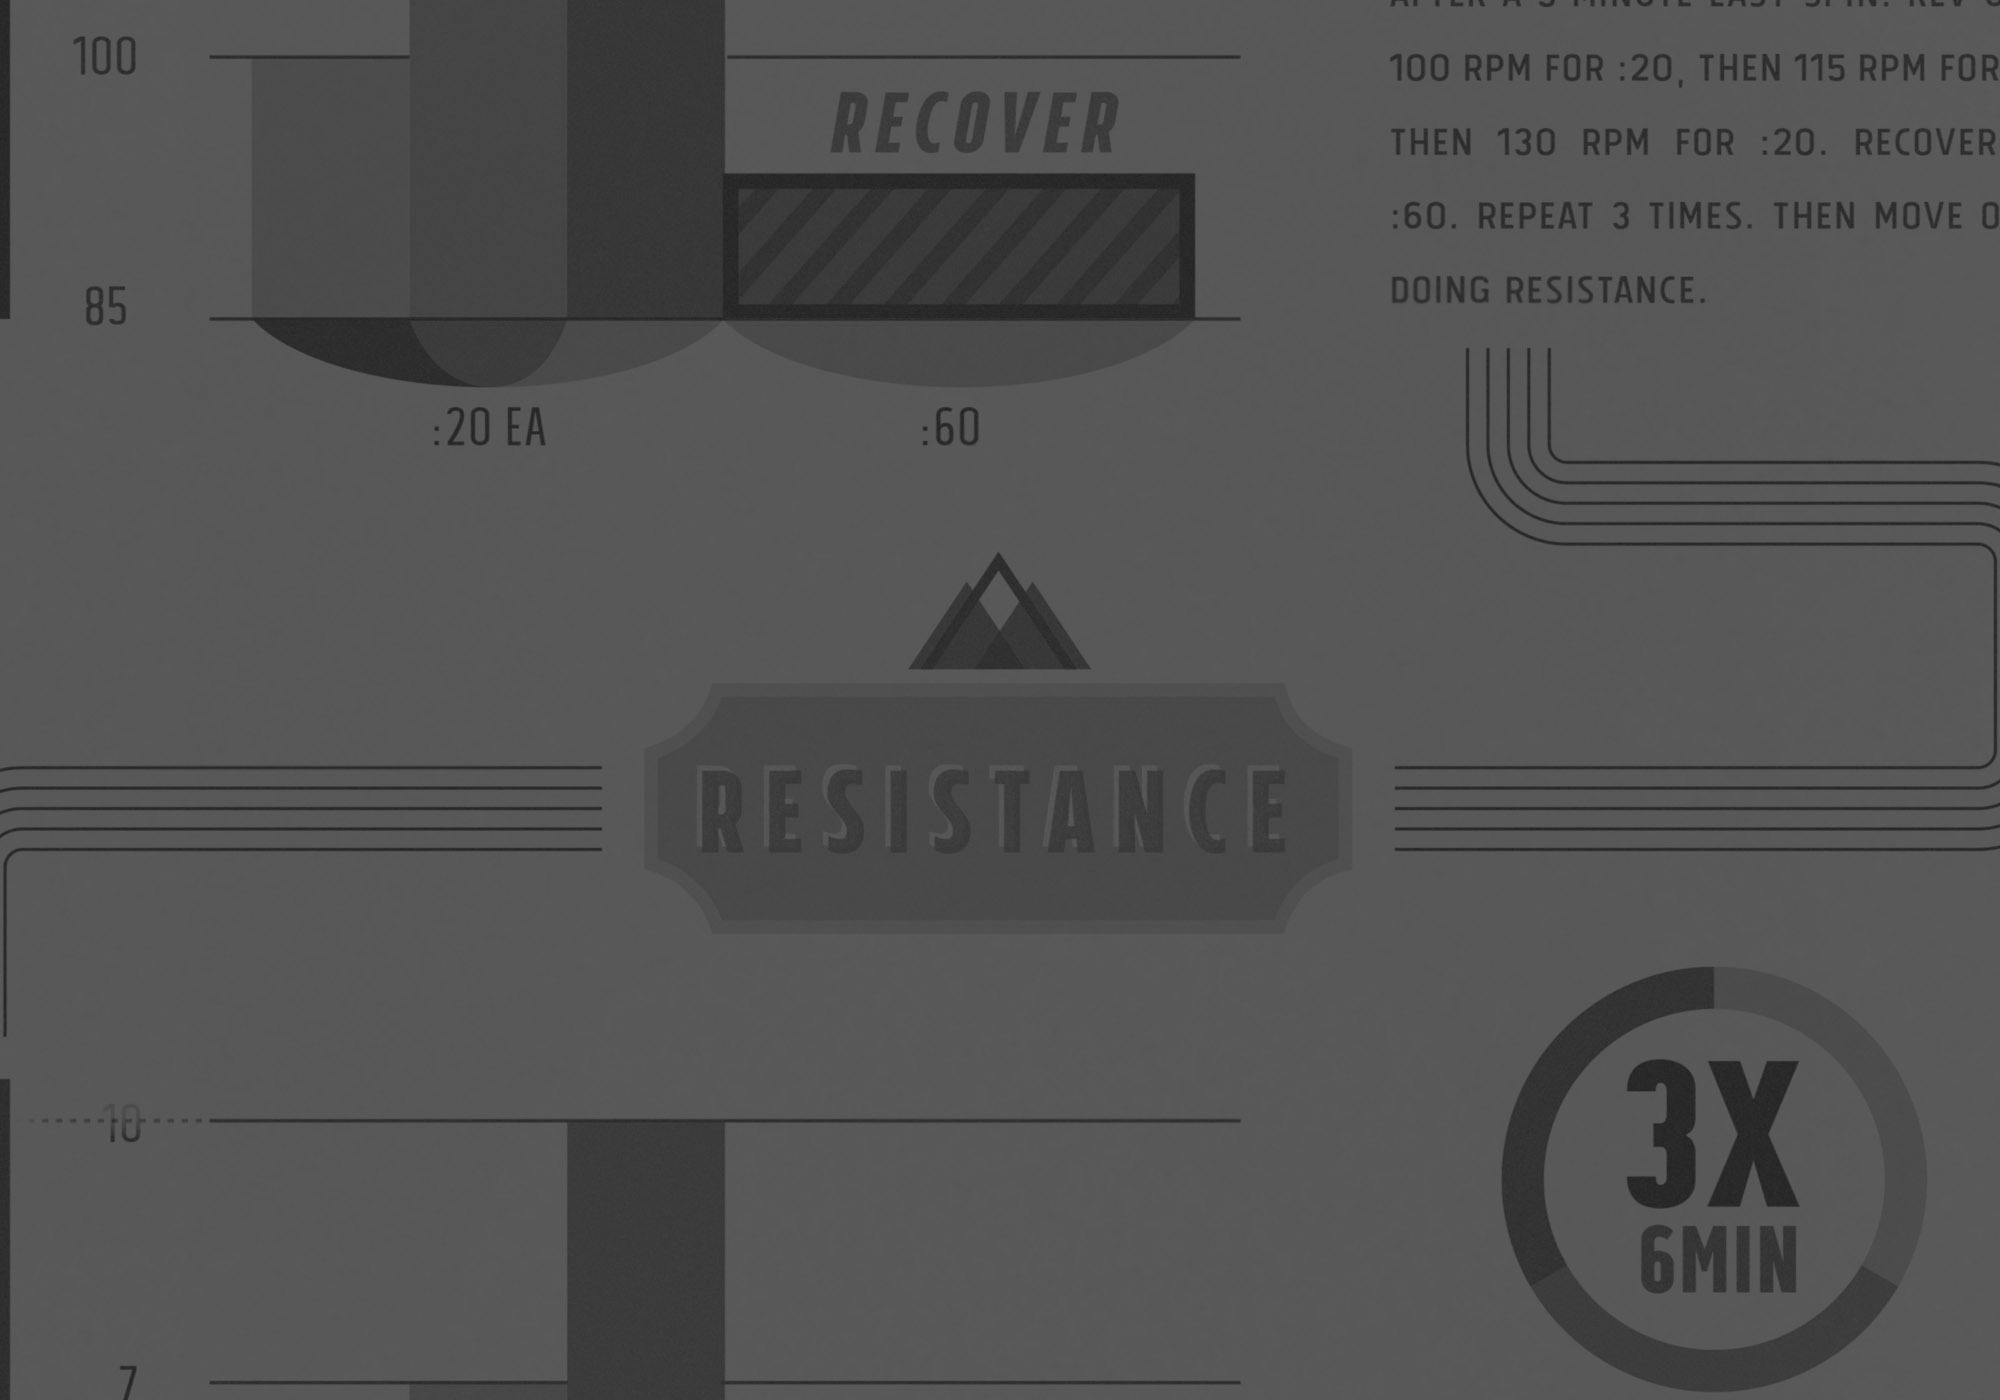 100
RECOVER
85
:20 EA
:60
100 RPM FOR :20, THEN 115 RPM FOR
THEN 130 RPM FOR :20. RECOVER
:60. REPEAT 3 TIMES. THEN MOVE
DOING RESISTANCE.
RESISTANCE
3X
6MIN
10
7